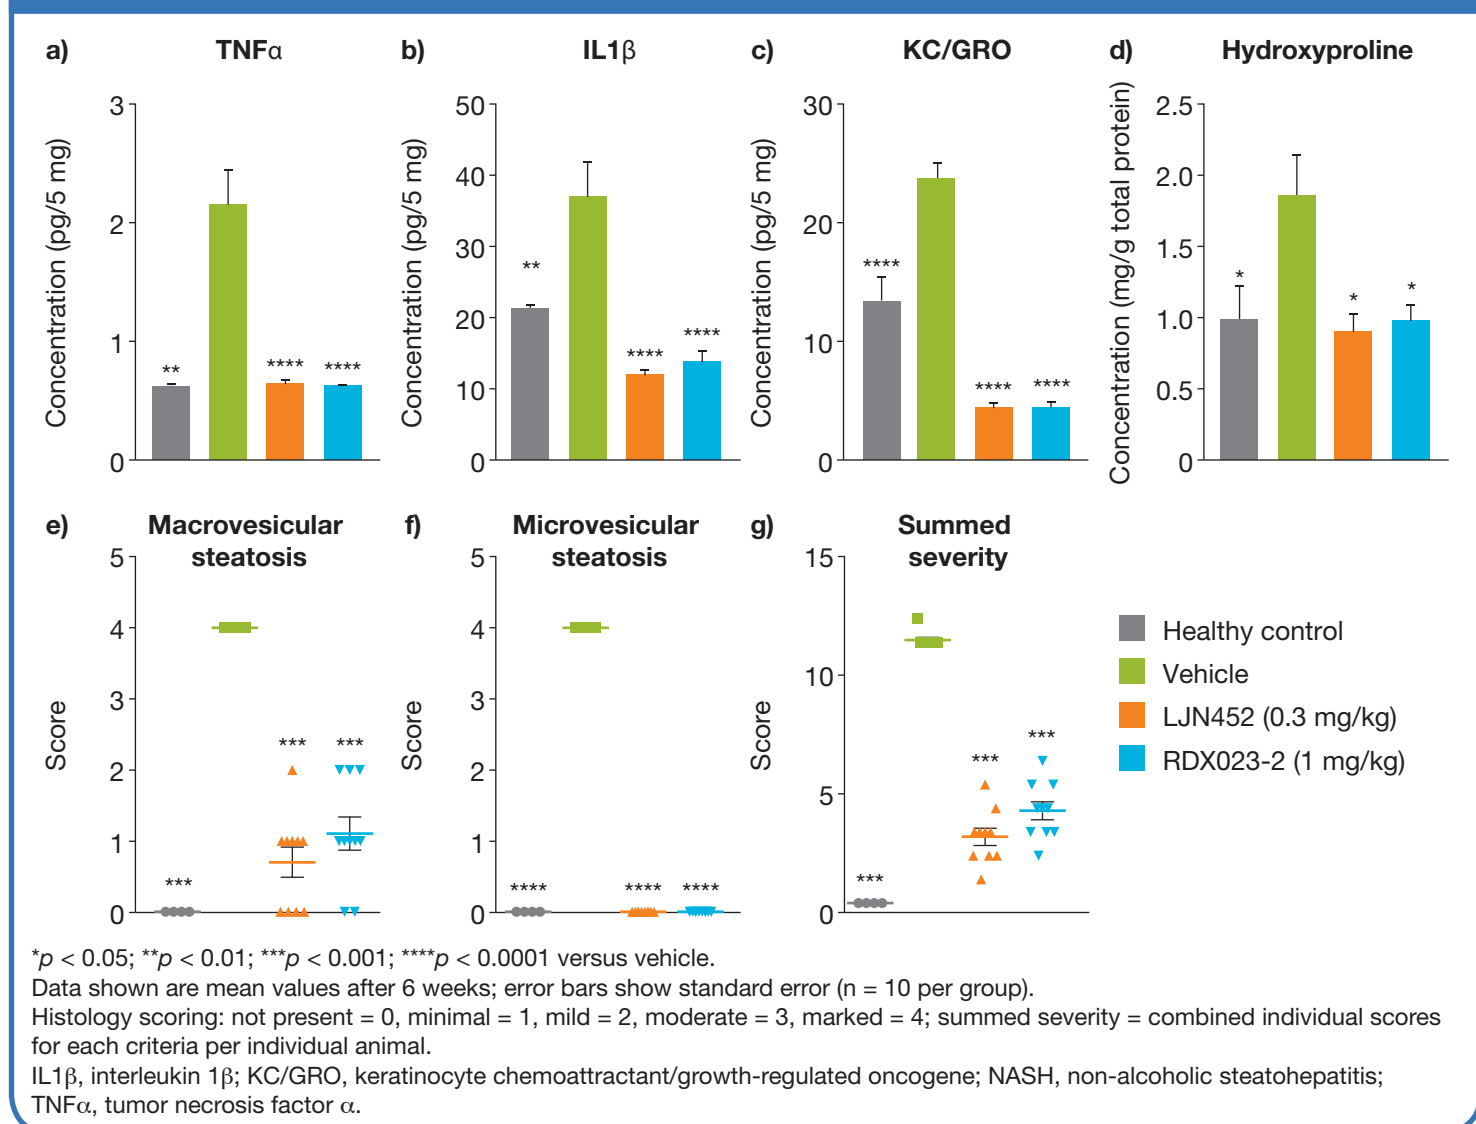 a) TNFα
b) IL1β
c) KC/GRO
d) Hydroxyproline
Concentration (pg/5 mg)
3
2
1
0
**
****
****
Concentration (pg/5 mg)
50
40
30
20
10
0
**
****
****
Concentration (pg/5 mg)
30
20
10
0
****
****
****
Concentration (mg/g total protein)
2.5
2.0
1.5
1.0
0.5
0
*
*
*
e) Macrovesicular
steatosis
Score
5
4
3
2
1
0
***
***
***
f) Microvesicular
steatosis
Score
5
4
3
2
1
0
****
****
****
g) Summed
severity
Score
15
10
5
0
***
***
***
Healthy control
Vehicle
LJN452 (0.3 mg/kg)
RDX023-2 (1 mg/kg)
*p < 0.05; **p < 0.01; ***p < 0.001; ****p < 0.0001 versus vehicle.
Data shown are mean values after 6 weeks; error bars show standard error (n = 10 per group).
Histology scoring: not present = 0, minimal = 1, mild = 2, moderate = 3, marked = 4; summed severity = combined individual scores
for each criteria per individual animal.
IL1β, interleukin 1β; KC/GRO, keratinocyte chemoattractant/growth-regulated oncogene; NASH, non-alcoholic steatohepatitis;
TNFα, tumor necrosis factor α.